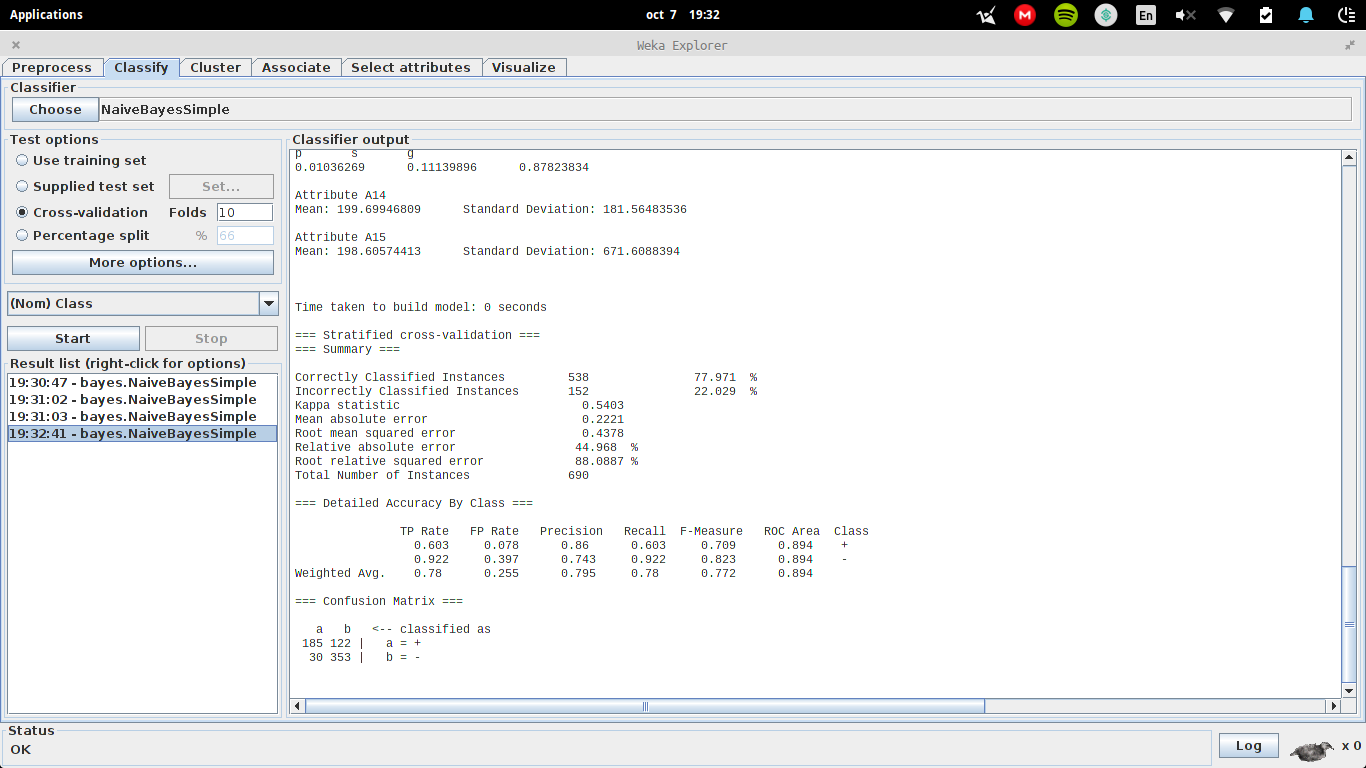 Applications
oct 7 19:32
M
En
Weka Explorer
Preprocess Classify Cluster Associate Select attributes Visualize
Classifier
Choose NaiveBayesSimple
Test options
Use training set
Supplied test set Set...
Cross-validation Folds 10
Percentage split % 66
More options...
(Nom) Class
Start Stop
Result list (right-click for options)
19:30:47 - bayes.NaiveBayesSimple
19:31:02 - bayes.NaiveBayesSimple
19:31:03 - bayes.NaiveBayesSimple
19:32:41 - bayes.NaiveBayesSimple
Classifier output
p s g
0.01036269 0.11139896 0.87823834
Attribute A14
Mean: 199.69946809 Standard Deviation: 181.56483536
Attribute A15
Mean: 198.60574413 Standard Deviation: 671.6088394
Time taken to build model: 0 seconds
=== Stratified cross-validation ===
=== Summary ===
Correctly Classified Instances 538 77.971 %
Incorrectly Classified Instances 152 22.029 %
Kappa statistic 0.5403
Mean absolute error 0.2221
Root mean squared error 0.4378
Relative absolute error 44.968 %
Root relative squared error 88.0887 %
Total Number of Instances 690
=== Detailed Accuracy By Class ===
TP Rate FP Rate Precision Recall F-Measure ROC Area Class
0.603 0.078 0.86 0.603 0.709 0.894 +
0.922 0.397 0.743 0.922 0.823 0.894 -
Weighted Avg. 0.78 0.255 0.795 0.78 0.772 0.894
=== Confusion Matrix ===
a b <-- classified as
185 122 | a = +
30 353 | b = -
Status
OK
Log
x 0